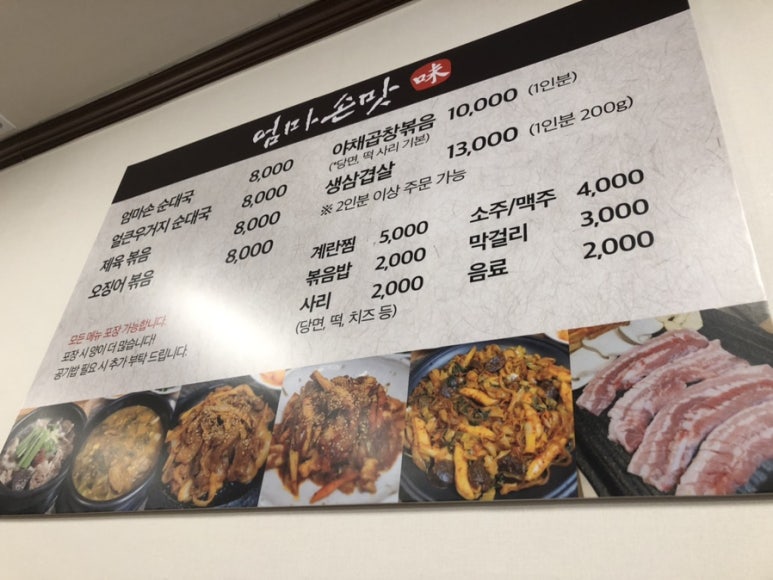 엄마손맛 味
엄마손 순대국 8,000
얼큰우거지 순대국 8,000
제육 볶음 8,000
오징어 볶음 8,000
야채곱창볶음 10,000 (1인분)
(*당면, 떡 사리 기본)
생삼겹살 13,000 (1인분 200g)
※ 2인분 이상 주문 가능
계란찜 5,000
볶음밥 2,000
사리 2,000
(당면, 떡, 치즈 등)
소주/맥주 4,000
막걸리 3,000
음료 2,000
모든 메뉴 포장 가능합니다.
포장 시 양이 더 많습니다!
공기밥 필요 시 추가 부탁 드립니다.